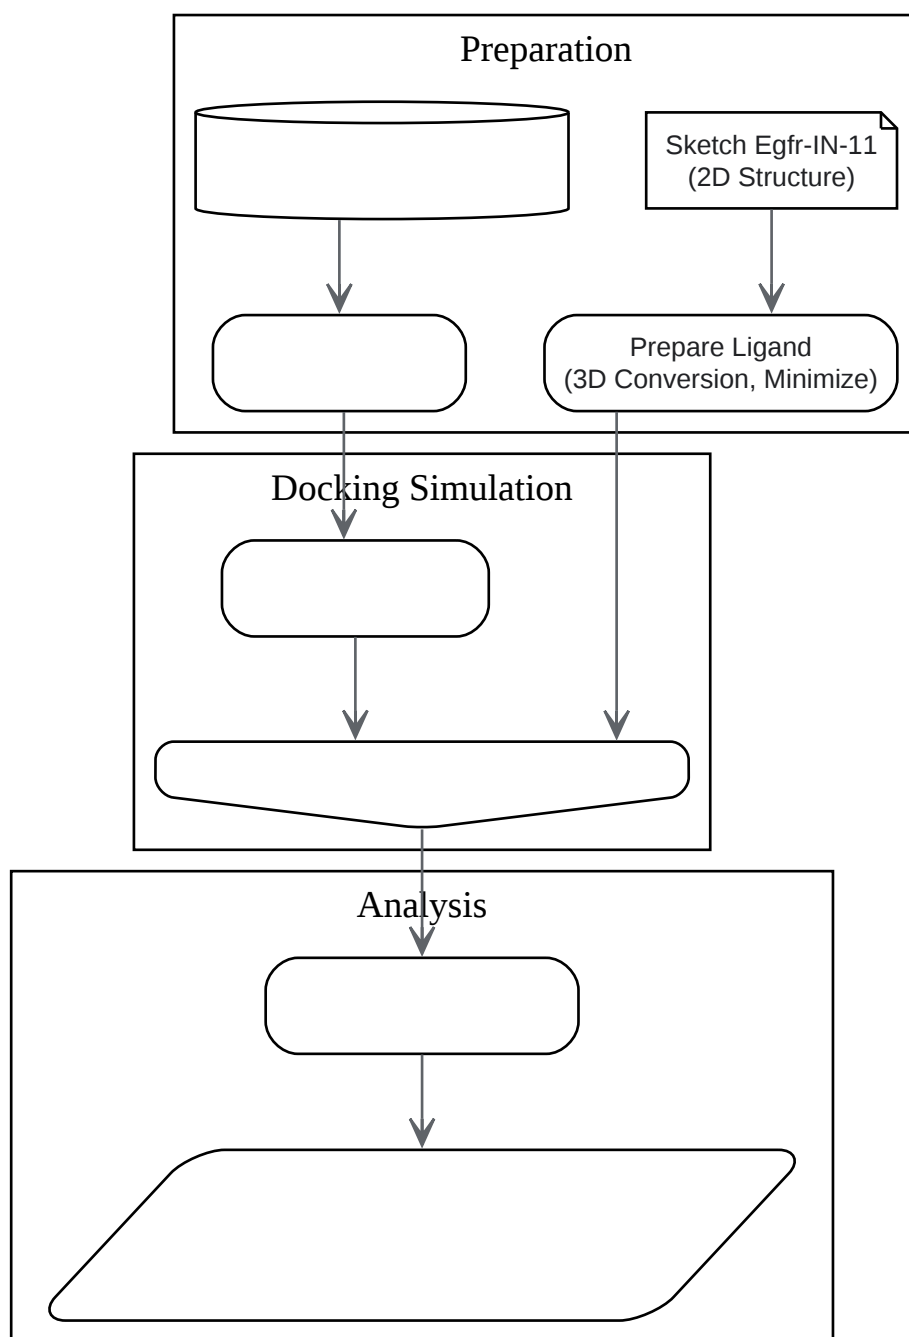 Preparation
Sketch Egfr-IN-11
(2D Structure)
Prepare Ligand
(3D Conversion, Minimize)
Docking Simulation
Analysis